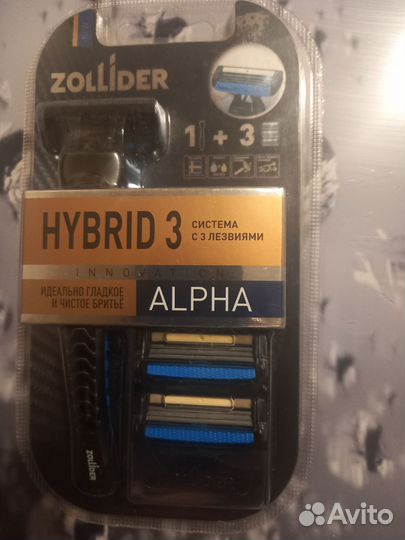 ZOLLIDER
1 + 3
HYBRID 3
СИСТЕМА
С 3 ЛЕЗВИЯМИ
INNOVATION
ИДЕАЛЬНО ГЛАДКОЕ
И ЧИСТОЕ БРИТЬЕ
ALPHA
ZOLLIDER
Avito